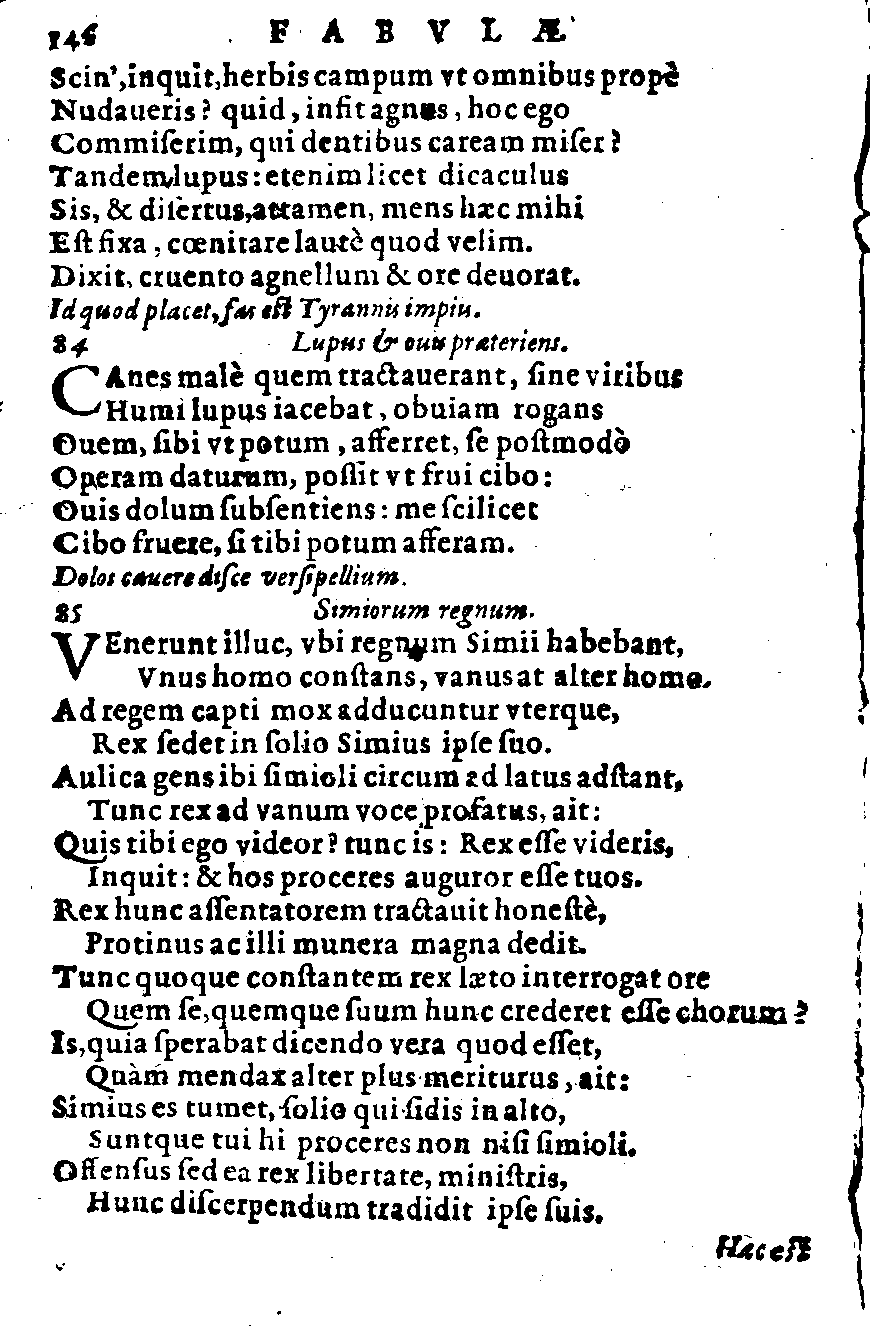 146 FABVLÆ
Scin', inquit, herbis campum vt omnibus propè
Nudaueris? quid, infit agnus, hoc ego
Commiſerim, qui dentibus caream miſer?
Tandem lupus: etenim licet dicaculus
Sis, & diſertus, attamen, mens hæc mihi
Eſt fixa, cœnitare lautè quod velim.
Dixit, cruento agnellum & ore deuorat.
Id quod placet, fas eſt Tyrannis impiis.
84 Lupus & ouis præteriens.
CAnes malè quem tractauerant, ſine viribus
Humi lupus iacebat, obuiam rogans
Ouem, ſibi vt potum, afferret, ſe poſtmodò
Operam daturum, poſſit vt frui cibo:
Ouis dolum ſubſentiens: me ſcilicet
Cibo fruere, ſi tibi potum afferam.
Dolos cauere diſce verſipellium.
85 Simiorum regnum.
VEnerunt illuc, vbi regnum Simii habebant,
Vnus homo conſtans, vanus at alter homo.
Ad regem capti mox adducuntur vterque,
Rex ſedet in ſolio Simius ipſe ſuo.
Aulica gens ibi ſimioli circum ad latus adſtant,
Tunc rex ad vanum voce profatus, ait:
Quis tibi ego videor? tunc is: Rex eſſe videris,
Inquit: & hos proceres auguror eſſe tuos.
Rex hunc aſſentatorem tractauit honeſtè,
Protinus ac illi munera magna dedit.
Tunc quoque conſtantem rex læto interrogat ore
Quem ſe, quemque ſuum hunc crederet eſſe chorum?
Is, quia ſperabat dicendo vera quod eſſet,
Quàm mendax alter plus meriturus, ait:
Simius es tumet, ſolio qui ſidis in alto,
Suntque tui hi proceres non niſi ſimioli.
Offenſus ſed ea rex libertate, miniſtris,
Hunc diſcerpendum tradidit ipſe ſuis.
Hæc eſt